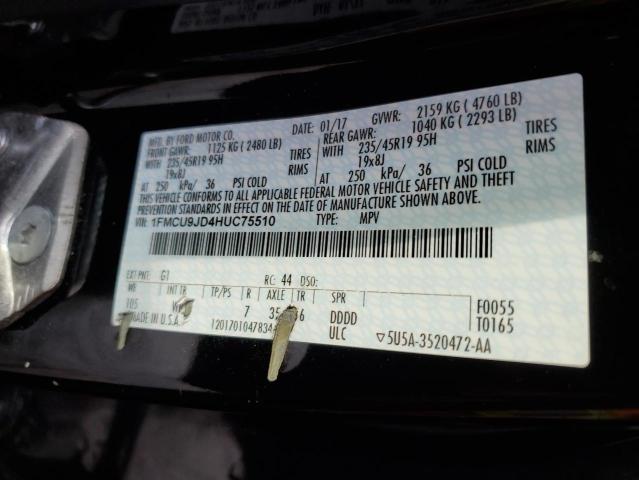 MFD. BY FORD MOTOR CO. DATE: 01/17 GVWR: 2159 KG ( 4760 LB)
FRONT GAWR: 1125 KG ( 2480 LB) REAR GAWR: 1040 KG ( 2293 LB)
WITH 235/45R19 95H TIRES WITH 235/45R19 95H TIRES
19x8J RIMS 19x8J RIMS
AT 250 kPa/ 36 PSI COLD AT 250 kPa/ 36 PSI COLD
THIS VEHICLE CONFORMS TO ALL APPLICABLE FEDERAL MOTOR VEHICLE SAFETY AND THEFT
PREVENTION STANDARDS IN EFFECT ON THE DATE OF MANUFACTURE SHOWN ABOVE.
VIN: 1FMCU9JD4HUC75510 TYPE: MPV
EXT PNT: G1 RC: 44 DSO:
WB INT TR TP/PS R AXLE TR SPR
105 7 DDDD F0055
MADE IN U.S.A. ULC T0165
▽5U5A-3520472-AA